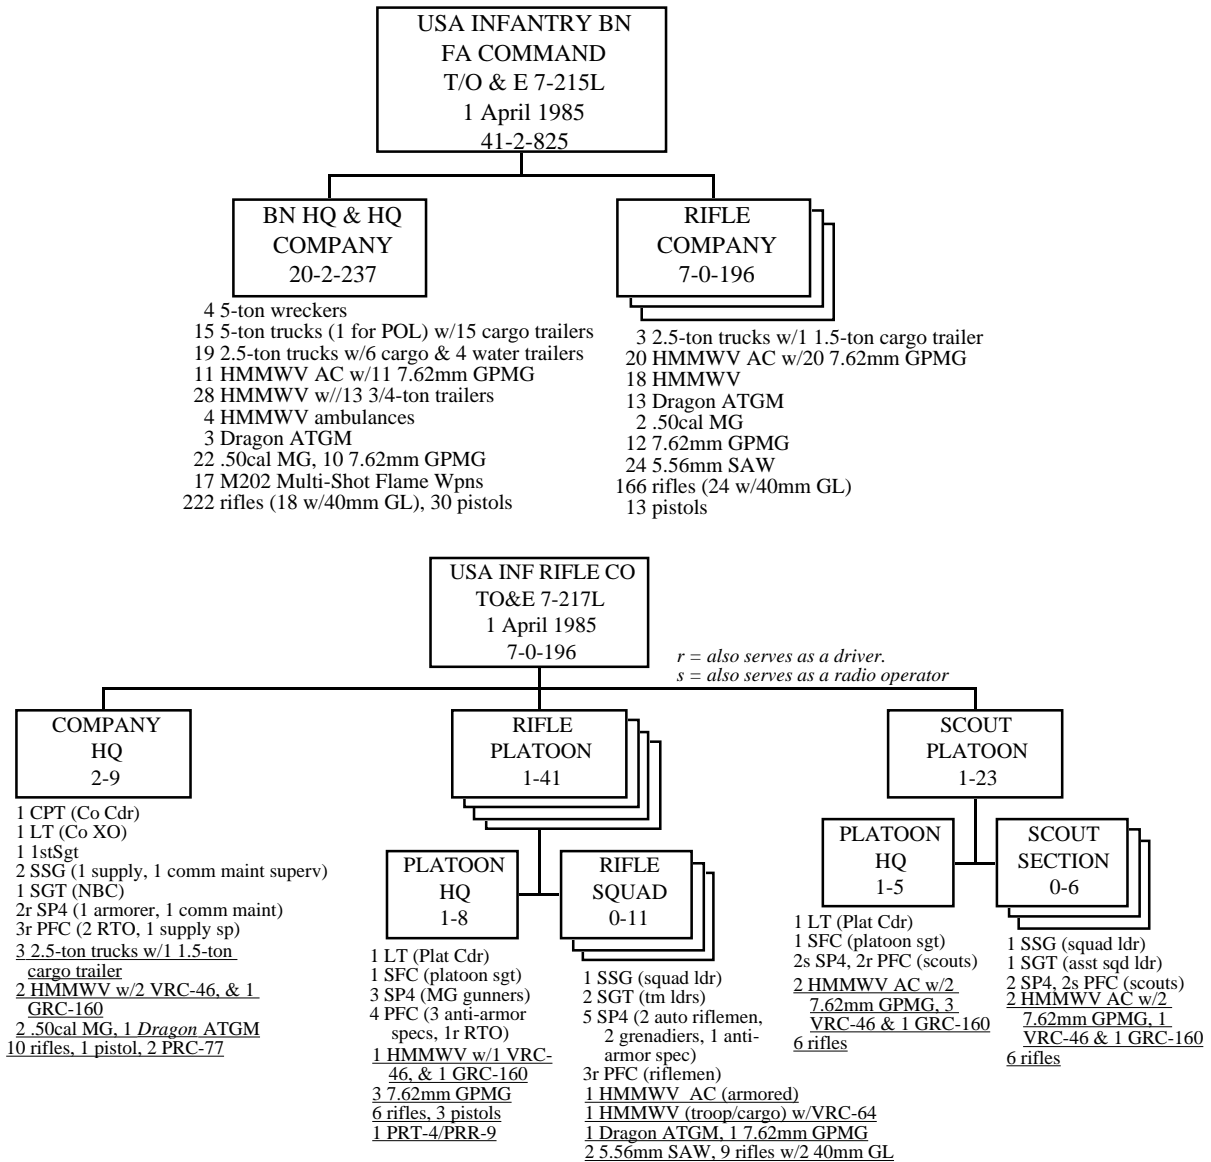 USA INFANTRY BN
FA COMMAND
T/O & E 7-215L
1 April 1985
41-2-825
BN HQ & HQ
COMPANY
20-2-237
4 5-ton wreckers
15 5-ton trucks (1 for POL) w/15 cargo trailers
19 2.5-ton trucks w/6 cargo & 4 water trailers
11 HMMWV AC w/11 7.62mm GPMG
28 HMMWV w//13 3/4-ton trailers
4 HMMWV ambulances
3 Dragon ATGM
22 .50cal MG, 10 7.62mm GPMG
17 M202 Multi-Shot Flame Wpns
222 rifles (18 w/40mm GL), 30 pistols
RIFLE
COMPANY
7-0-196
3 2.5-ton trucks w/1 1.5-ton cargo trailer
20 HMMWV AC w/20 7.62mm GPMG
18 HMMWV
13 Dragon ATGM
2 .50cal MG
12 7.62mm GPMG
24 5.56mm SAW
166 rifles (24 w/40mm GL)
13 pistols
USA INF RIFLE CO
TO&E 7-217L
1 April 1985
7-0-196
r = also serves as a driver.
s = also serves as a radio operator
COMPANY
HQ
2-9
1 CPT (Co Cdr)
1 LT (Co XO)
1 1stSgt
2 SSG (1 supply, 1 comm maint superv)
1 SGT (NBC)
2r SP4 (1 armorer, 1 comm maint)
3r PFC (2 RTO, 1 supply sp)
3 2.5-ton trucks w/1 1.5-ton
cargo trailer
2 HMMWV w/2 VRC-46, & 1
GRC-160
2 .50cal MG, 1 Dragon ATGM
10 rifles, 1 pistol, 2 PRC-77
RIFLE
PLATOON
1-41
PLATOON
HQ
1-8
1 LT (Plat Cdr)
1 SFC (platoon sgt)
3 SP4 (MG gunners)
4 PFC (3 anti-armor
specs, 1r RTO)
1 HMMWV w/1 VRC-
46, & 1 GRC-160
3 7.62mm GPMG
6 rifles, 3 pistols
1 PRT-4/PRR-9
RIFLE
SQUAD
0-11
1 SSG (squad ldr)
2 SGT (tm ldrs)
5 SP4 (2 auto riflemen,
2 grenadiers, 1 anti-
armor spec)
3r PFC (riflemen)
1 HMMWV AC (armored)
1 HMMWV (troop/cargo) w/VRC-64
1 Dragon ATGM, 1 7.62mm GPMG
2 5.56mm SAW, 9 rifles w/2 40mm GL
SCOUT
PLATOON
1-23
PLATOON
HQ
1-5
1 LT (Plat Cdr)
1 SFC (platoon sgt)
2s SP4, 2r PFC (scouts)
2 HMMWV AC w/2
7.62mm GPMG, 3
VRC-46 & 1 GRC-160
6 rifles
SCOUT
SECTION
0-6
1 SSG (squad ldr)
1 SGT (asst sqd ldr)
2 SP4, 2s PFC (scouts)
2 HMMWV AC w/2
7.62mm GPMG, 1
VRC-46 & 1 GRC-160
6 rifles